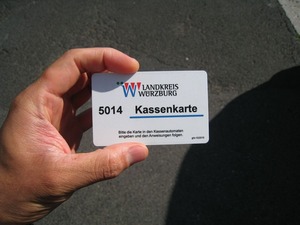 LANDKREIS
WÜRZBURG
5014 Kassenkarte
Bitte die Karte in den Kassenautomaten
eingeben und den Anweisungen folgen.